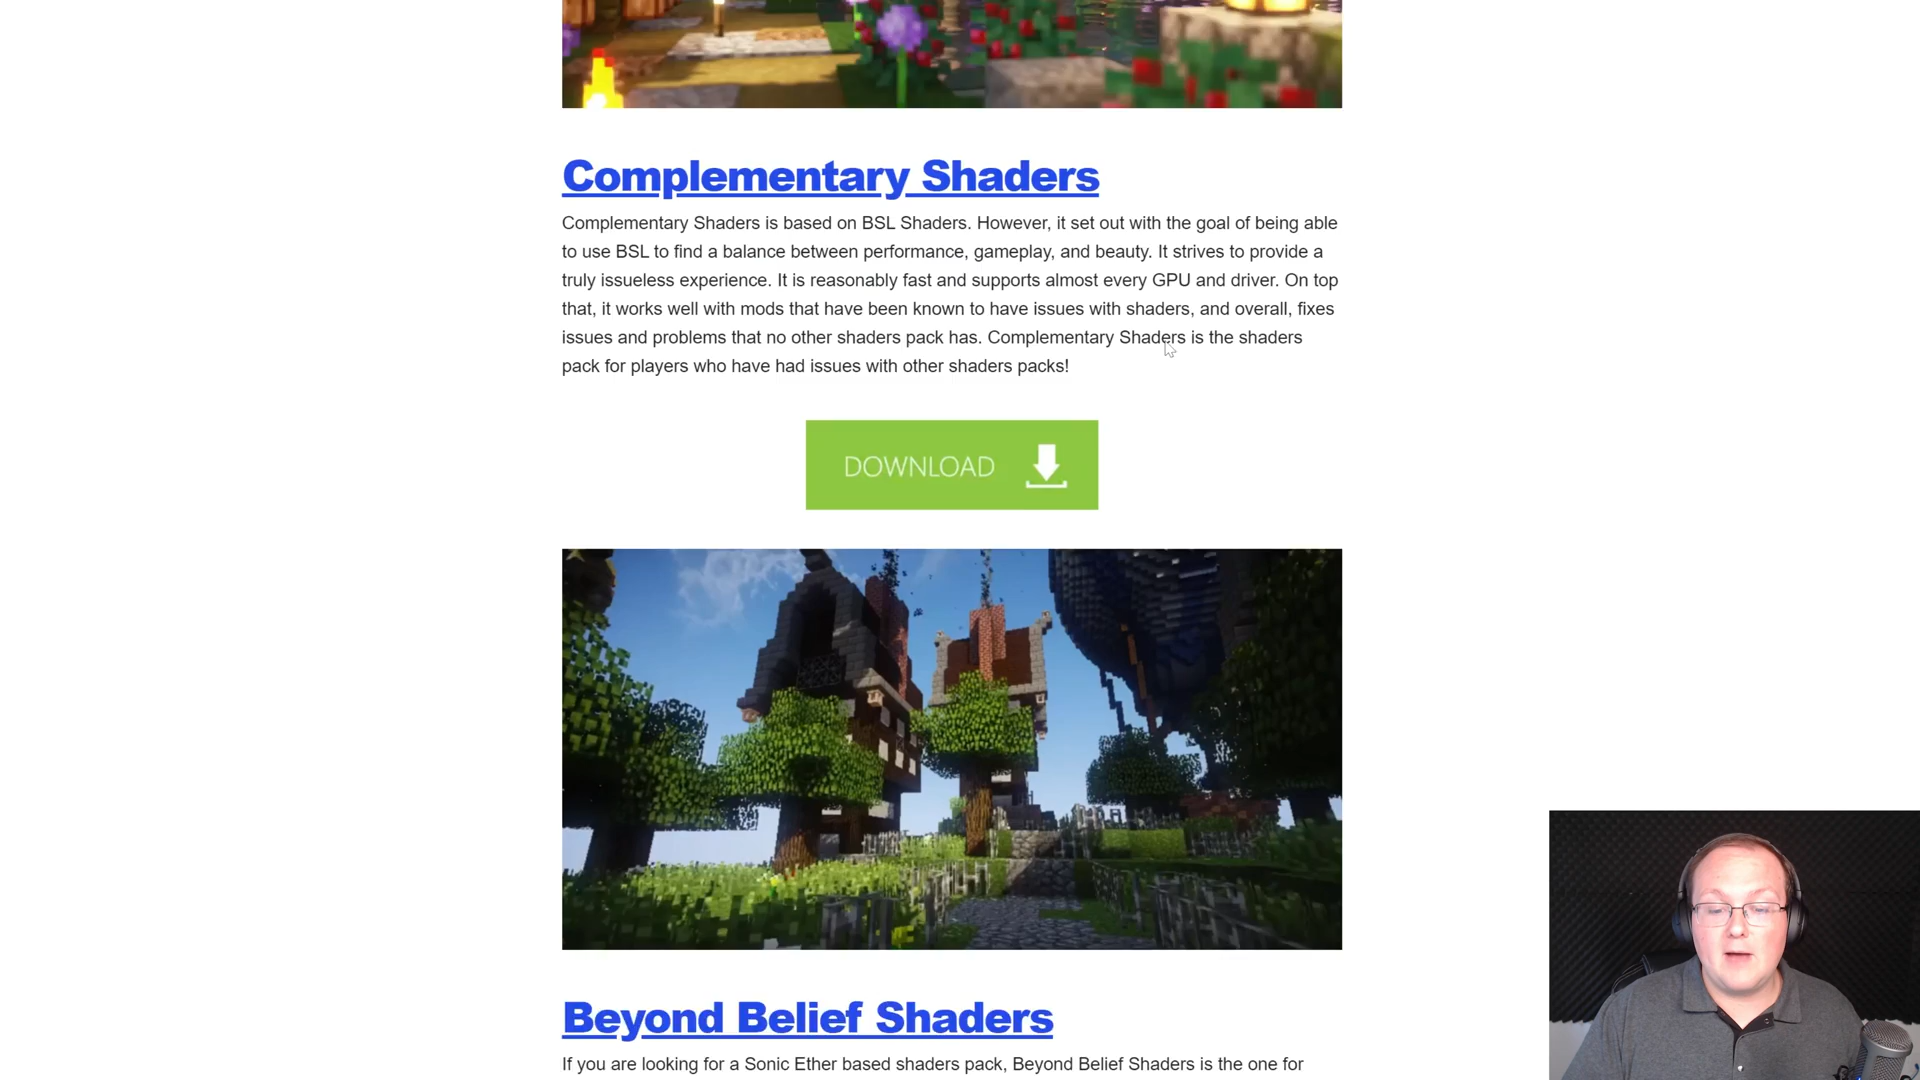 Complementary Shaders
Complementary Shaders is based on BSL Shaders. However, it set out with the goal of being able
to use BSL to find a balance between performance, gameplay, and beauty. It strives to provide a
truly issueless experience. It is reasonably fast and supports almost every GPU and driver. On top
that, it works well with mods that have been known to have issues with shaders, and overall, fixes
issues and problems that no other shaders pack has. Complementary Shaders is the shaders
pack for players who have had issues with other shaders packs!
DOWNLOAD
Beyond Belief Shaders
If you are looking for a Sonic Ether based shaders pack, Beyond Belief Shaders is the one for